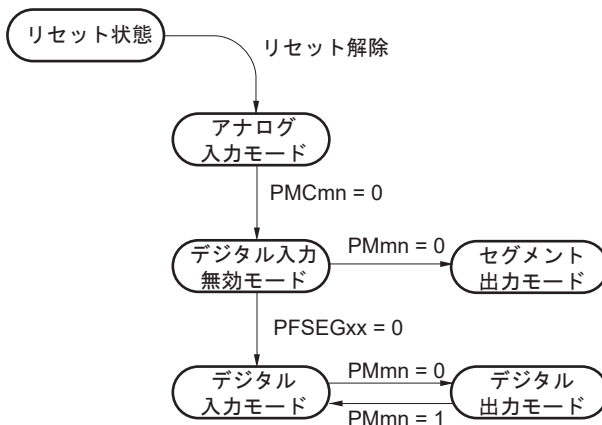 リセット状態
リセット解除
アナログ
入力モード
PMCmn = 0
デジタル入力
無効モード
PMmn = 0
セグメント
出力モード
PFSEGxx = 0
デジタル
入力モード
PMmn = 0
PMmn = 1
デジタル
出力モード